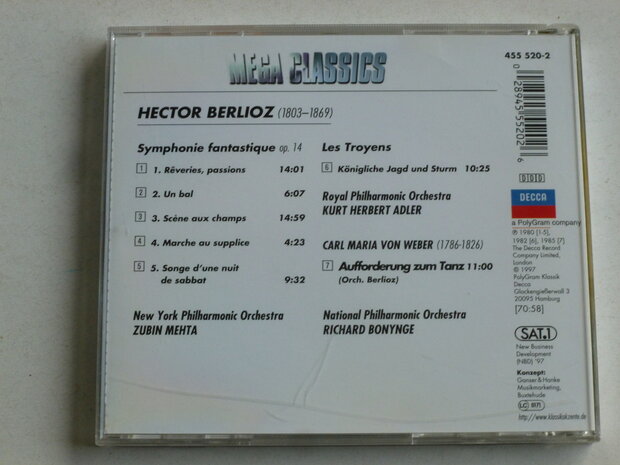 MEGA CLASSICS
HECTOR BERLIOZ (1803–1869)
Symphonie fantastique op. 14
1 1. Rêveries, passions 14:01
2 2. Un bal 6:07
3 3. Scène aux champs 14:59
4 4. Marche au supplice 4:23
5 5. Songe d'une nuit
de sabbat 9:32
New York Philharmonic Orchestra
ZUBIN MEHTA
Les Troyens
6 Königliche Jagd und Sturm 10:25
Royal Philharmonic Orchestra
KURT HERBERT ADLER
CARL MARIA VON WEBER (1786-1826)
7 Aufforderung zum Tanz 11:00
(Orch. Berlioz)
National Philharmonic Orchestra
RICHARD BONYNGE
455 520-2
0 28945 55202 6
DDD
DECCA
a PolyGram company
℗ 1980 [1-5],
1982 [6], 1985 [7]
The Decca Record
Company Limited,
London
© 1997
PolyGram Klassik
Decca
Glockengießerwall 3
20095 Hamburg
[70:58]
SAT.1
New Business
Development
(NBD) '97
Konzept:
Ganser & Hanke
Musikmarketing,
Buxtehude
LC 0171
http://www.klassikakzente.de